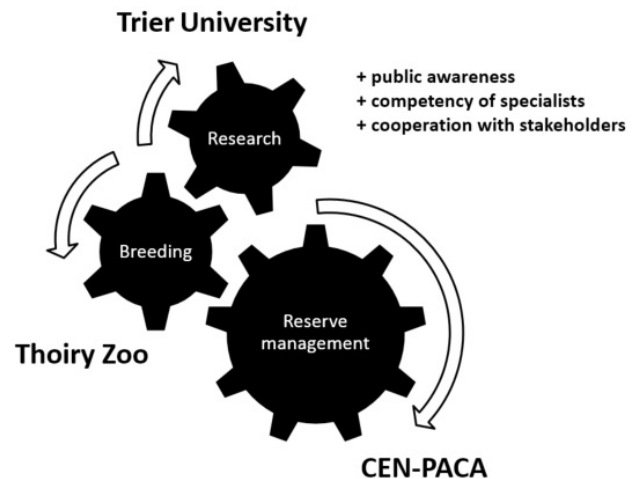 Trier University
+ public awareness
+ competency of specialists
+ cooperation with stakeholders
Research
Breeding
Reserve
management
Thoiry Zoo
CEN-PACA